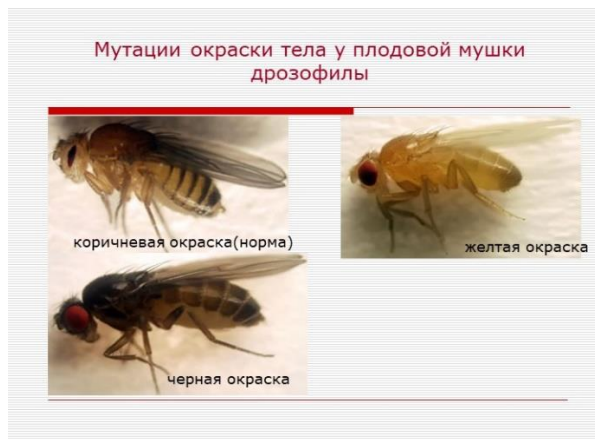 Мутации окраски тела у плодовой мушки
дрозофилы
коричневая окраска(норма)
желтая окраска
черная окраска